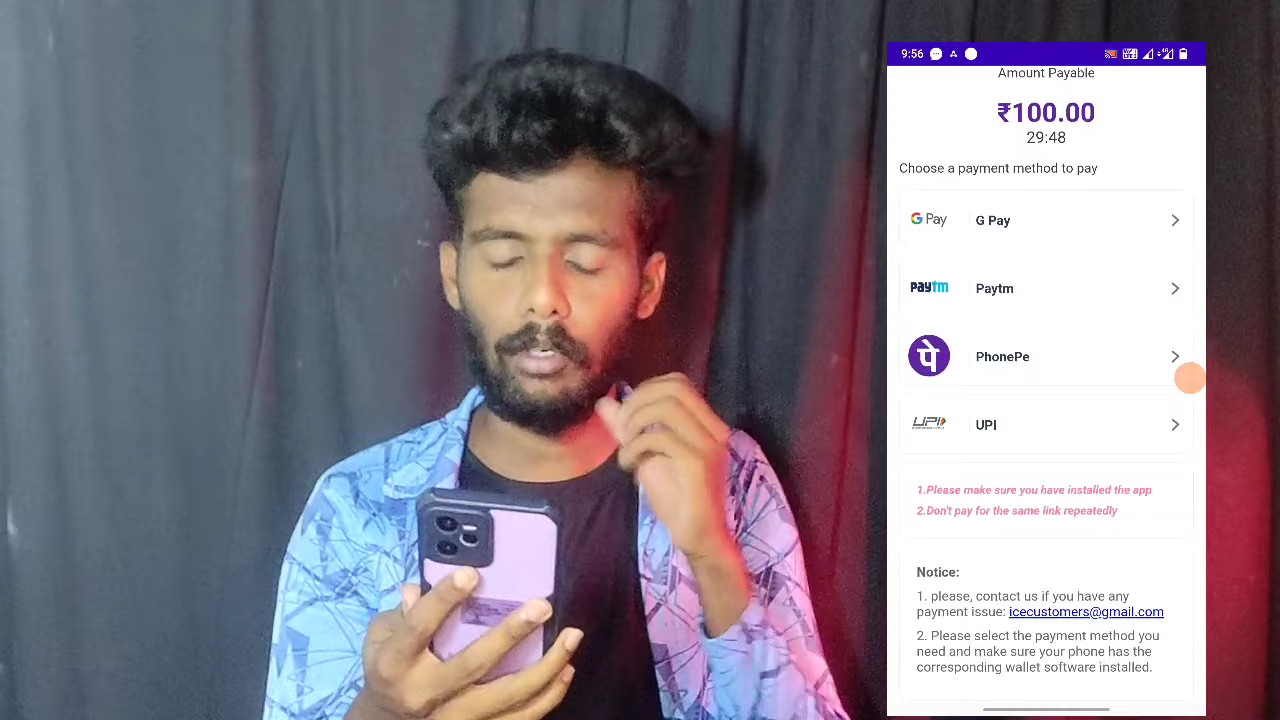 9:56
Amount Payable
₹100.00
29:48
Choose a payment method to pay
G Pay G Pay
paytm Paytm
पे PhonePe
UPI UPI
1.Please make sure you have installed the app
2.Don't pay for the same link repeatedly
Notice:
1. please, contact us if you have any
payment issue: icecustomers@gmail.com
2. Please select the payment method you
need and make sure your phone has the
corresponding wallet software installed.